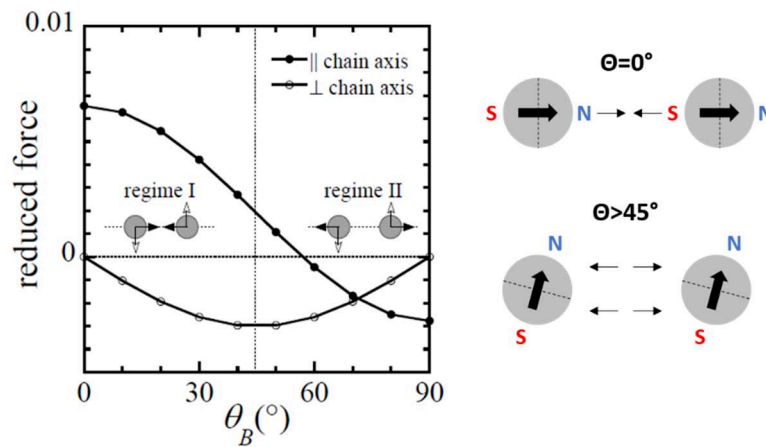 0.01
|| chain axis
⊥ chain axis
reduced force
regime I
regime II
0
0 30 60 90
θB(°)
Θ=0°
S N S N
Θ>45°
N N
S S